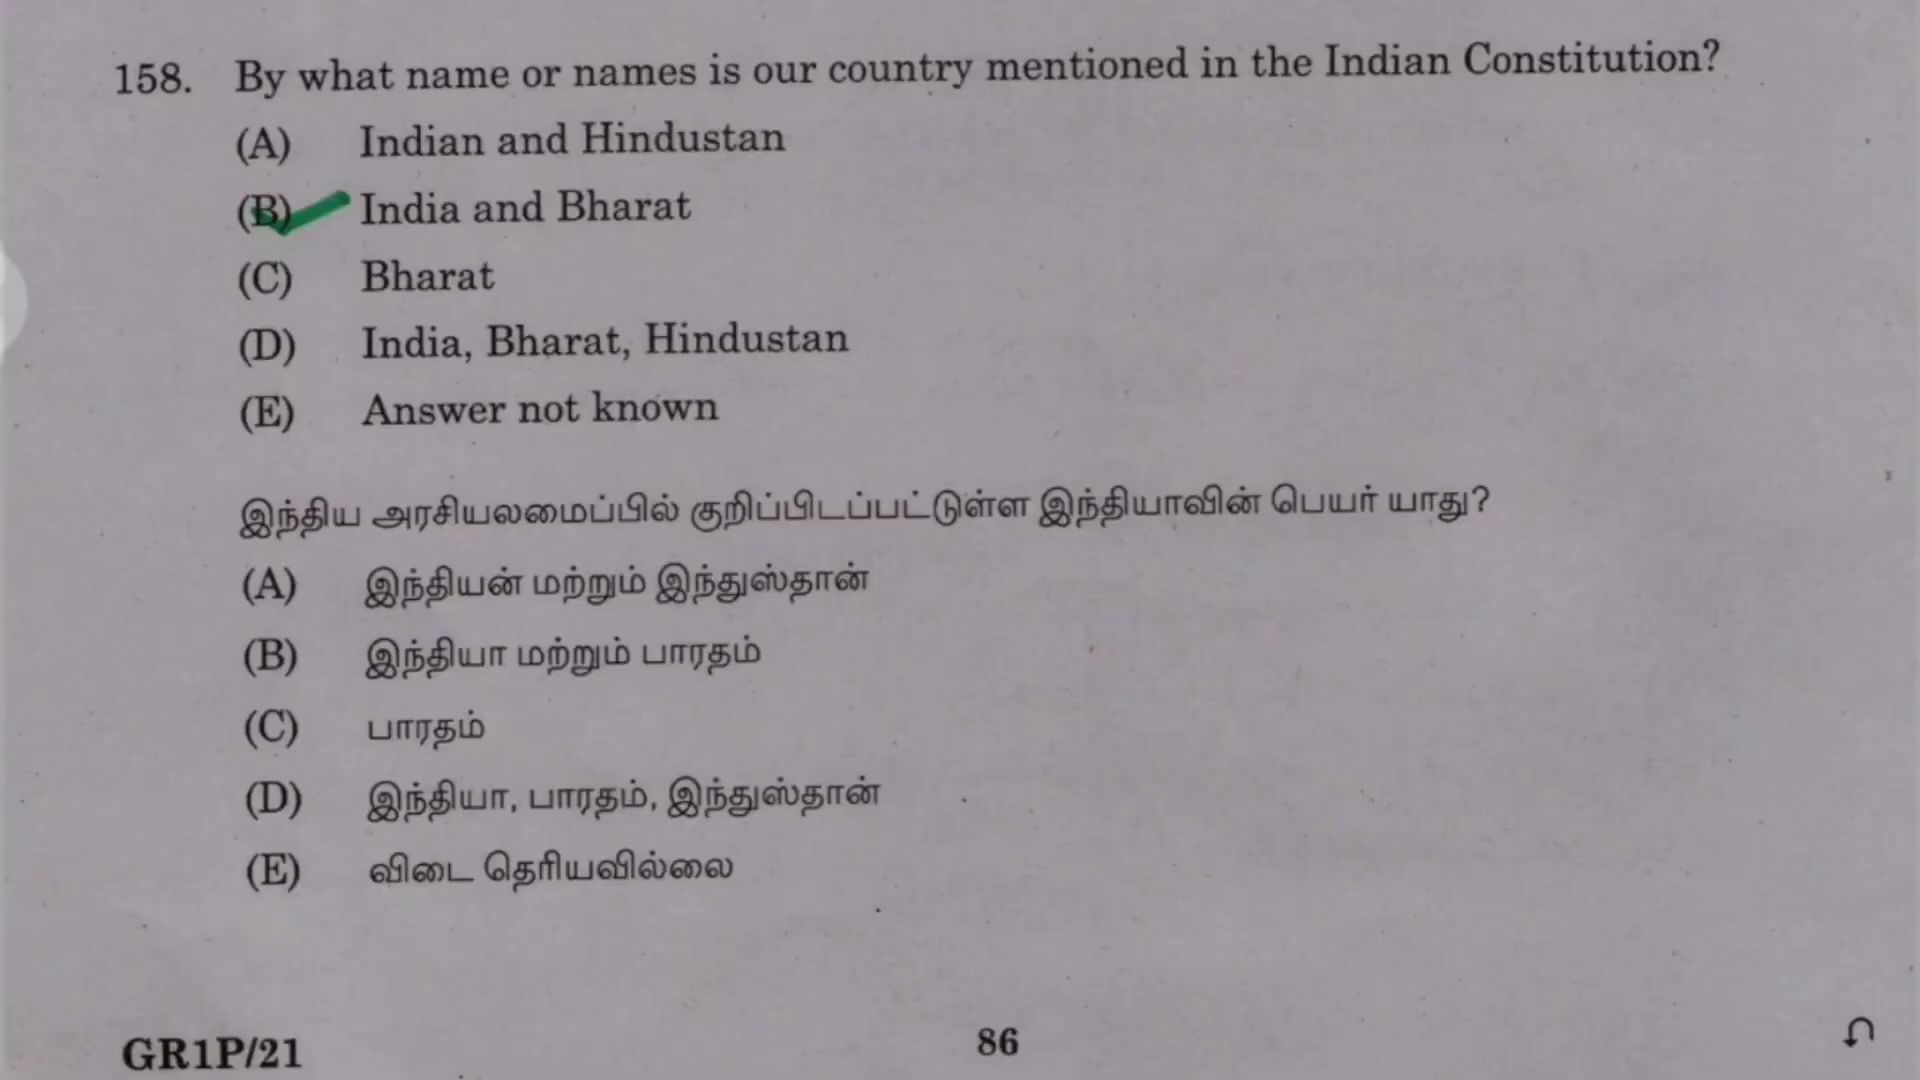 158. By what name or names is our country mentioned in the Indian Constitution?
(A) Indian and Hindustan
(B) India and Bharat
(C) Bharat
(D) India, Bharat, Hindustan
(E) Answer not known
இந்திய அரசியலமைப்பில் குறிப்பிடப்பட்டுள்ள இந்தியாவின் பெயர் யாது?
(A) இந்தியன் மற்றும் இந்துஸ்தான்
(B) இந்தியா மற்றும் பாரதம்
(C) பாரதம்
(D) இந்தியா, பாரதம், இந்துஸ்தான்
(E) விடை தெரியவில்லை
GR1P/21 86